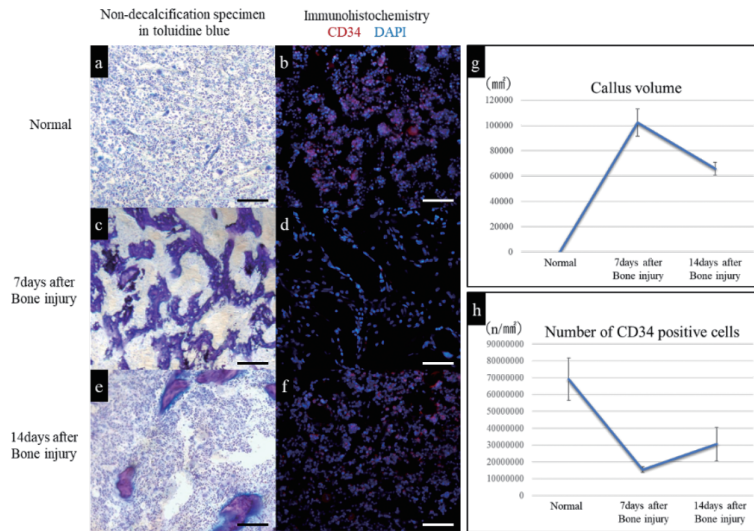 Non-decalcification specimen
in toluidine blue
Immunohistochemistry
CD34 DAPI
Normal
a
b
7days after
Bone injury
c
d
14days after
Bone injury
e
f
g
(㎣)
Callus volume
120000
100000
80000
60000
40000
20000
0
Normal
7days after
Bone injury
14days after
Bone injury
h
(n/㎣)
Number of CD34 positive cells
90000000
80000000
70000000
60000000
50000000
40000000
30000000
20000000
10000000
0
Normal
7days after
Bone injury
14days after
Bone injury